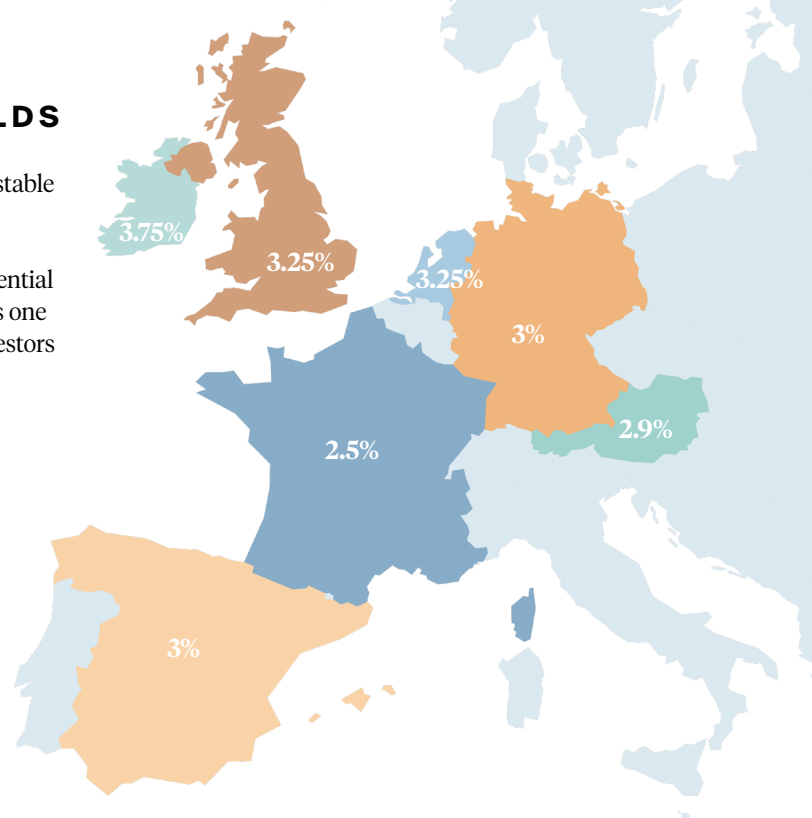 LDS
stable
ential
s one
estors
3.75%
3.25%
3.25%
3%
2.5%
2.9%
3%